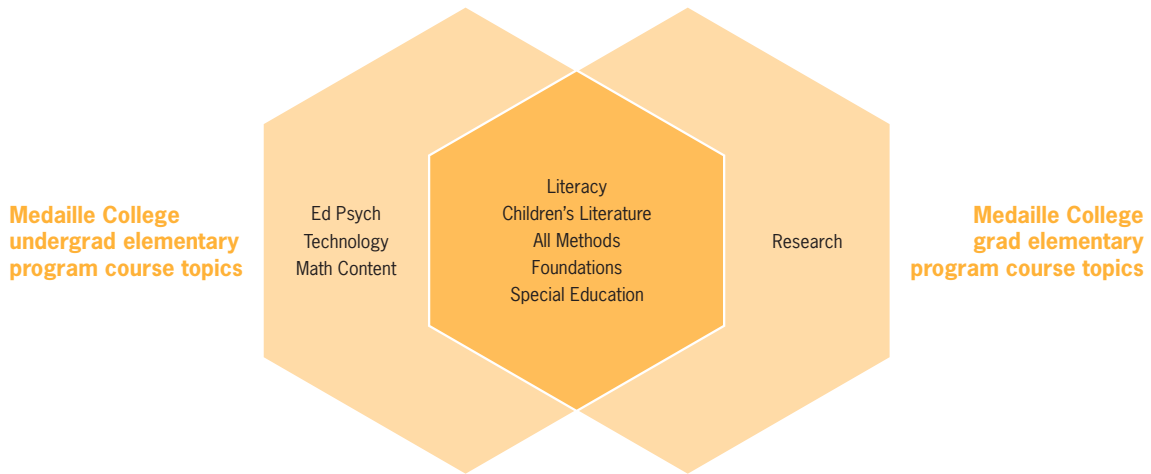 Medaille College
undergrad elementary
program course topics
Ed Psych
Technology
Math Content
Literacy
Children’s Literature
All Methods
Foundations
Special Education
Research
Medaille College
grad elementary
program course topics